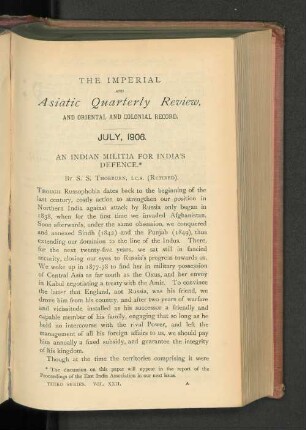 THE IMPERIAL
AND
Asiatic Quarterly Review,
AND ORIENTAL AND COLONIAL RECORD.
JULY, 1906.
AN INDIAN MILITIA FOR INDIA'S
DEFENCE.*
BY S. S. THORBURN, I.C.S. (RETIRED).
THOUGH Russophobia dates back to the beginning of the
last century, costly action to strengthen our position in
Northern India against attack by Russia only began in
1838, when for the first time we invaded Afghanistan.
Soon afterwards, under the same obsession, we conquered
and annexed Sindh (1842) and the Punjab (1849), thus
extending our dominions to the line of the Indus. There,
for the next twenty-five years, we sat still in fancied
security, closing our eyes to Russia's progress towards us.
We woke up in 1877-78 to find her in military possession
of Central Asia to far south as the Oxus, and her envoy
in Kabul negotiating a treaty with the Amir. To convince
the latter that England, not Russia, was his friend, we
drove him from his country, and after two years of warfare
and vicissitude installed as his successor a friendly and
capable member of his family, engaging that so long as he
held no intercourse with the rival Power, and left the
management of all his foreign affairs to us, we should pay
him annually a fixed subsidy, and guarantee the integrity
of his kingdom.
Though at the time the territories comprising it were
* The discussion on this paper will appear in the report of the
Proceedings of the East India Association in our next issue.
THIRD SERIES. VOL. XXII. A